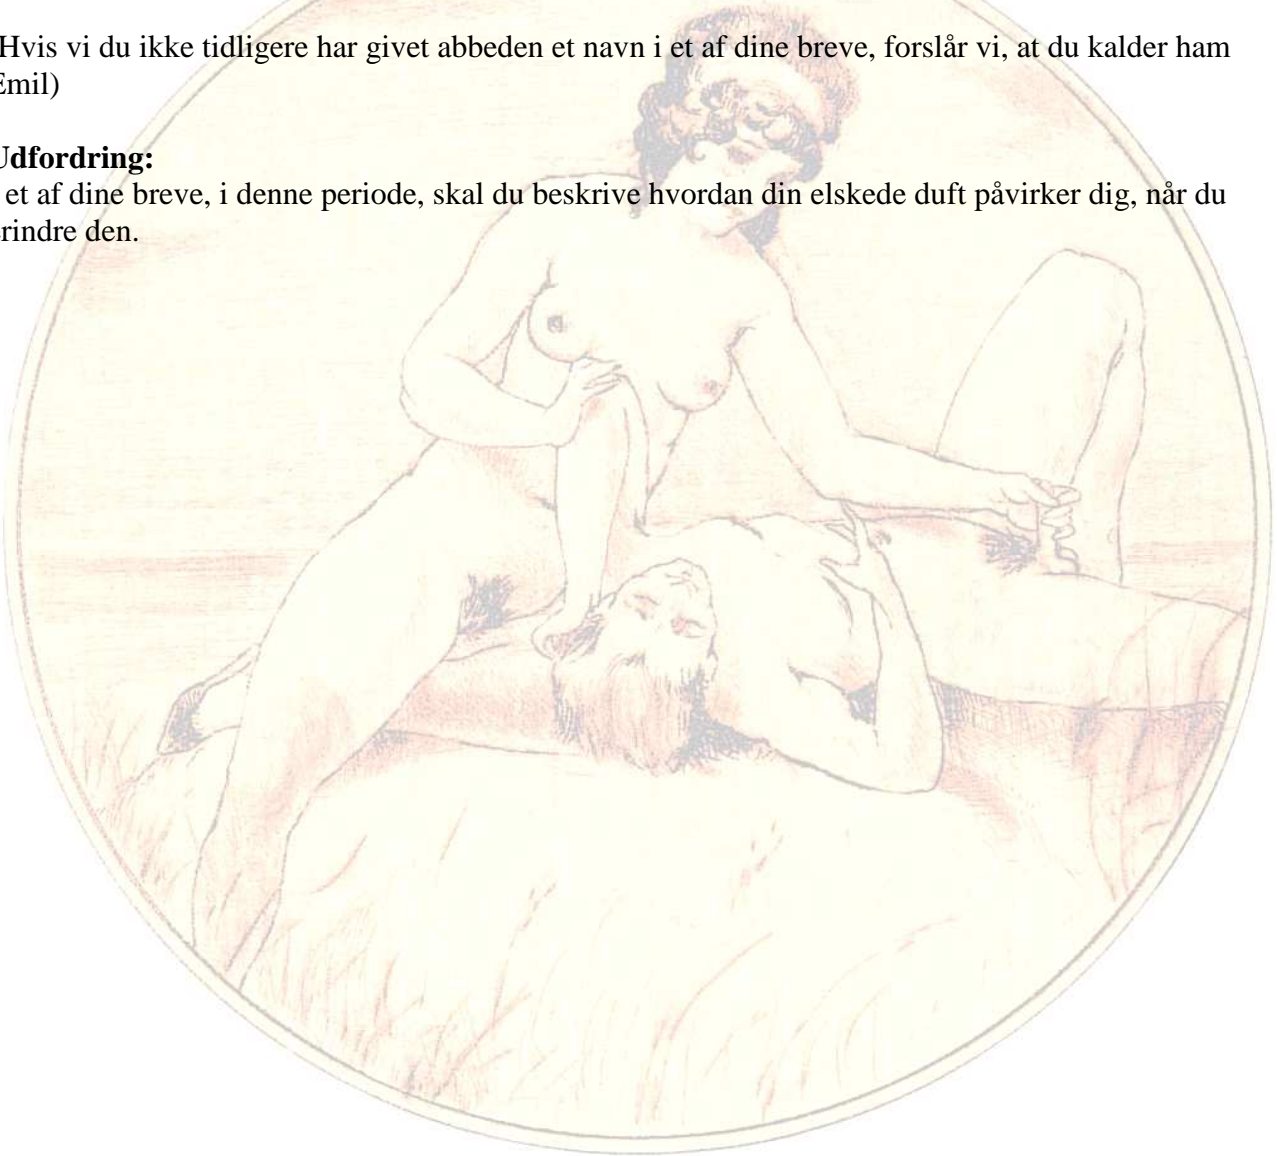 Hvis vi du ikke tidligere har givet abbeden et navn i et af dine breve, forslår vi, at du kalder ham
Emil)
Udfordring:
et af dine breve, i denne periode, skal du beskrive hvordan din elskede duft påvirker dig, når du
erindre den.